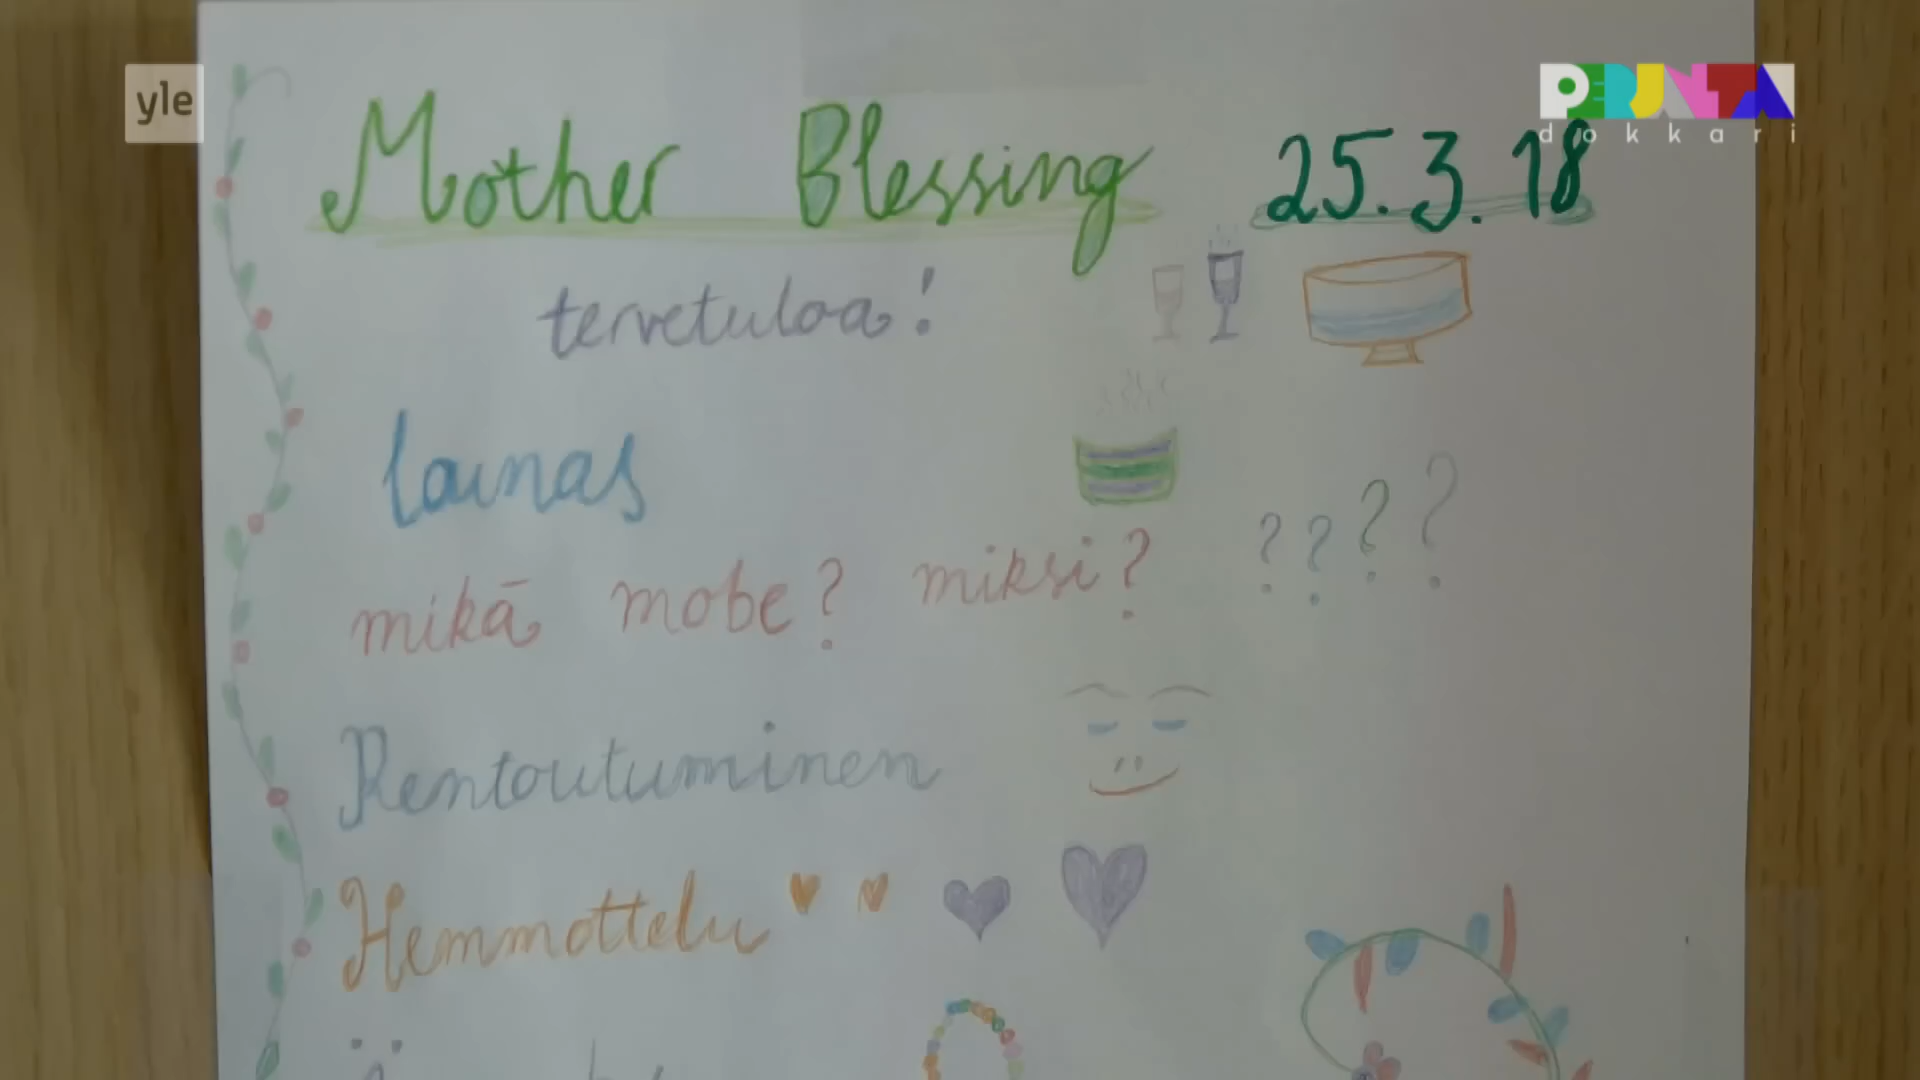 yle
PERJANTAI
dokkari
Mother Blessing 25.3.18
tervetuloa!
lounas
mikä mobe? miksi? ????
Rentoutuminen
Hemmottelu